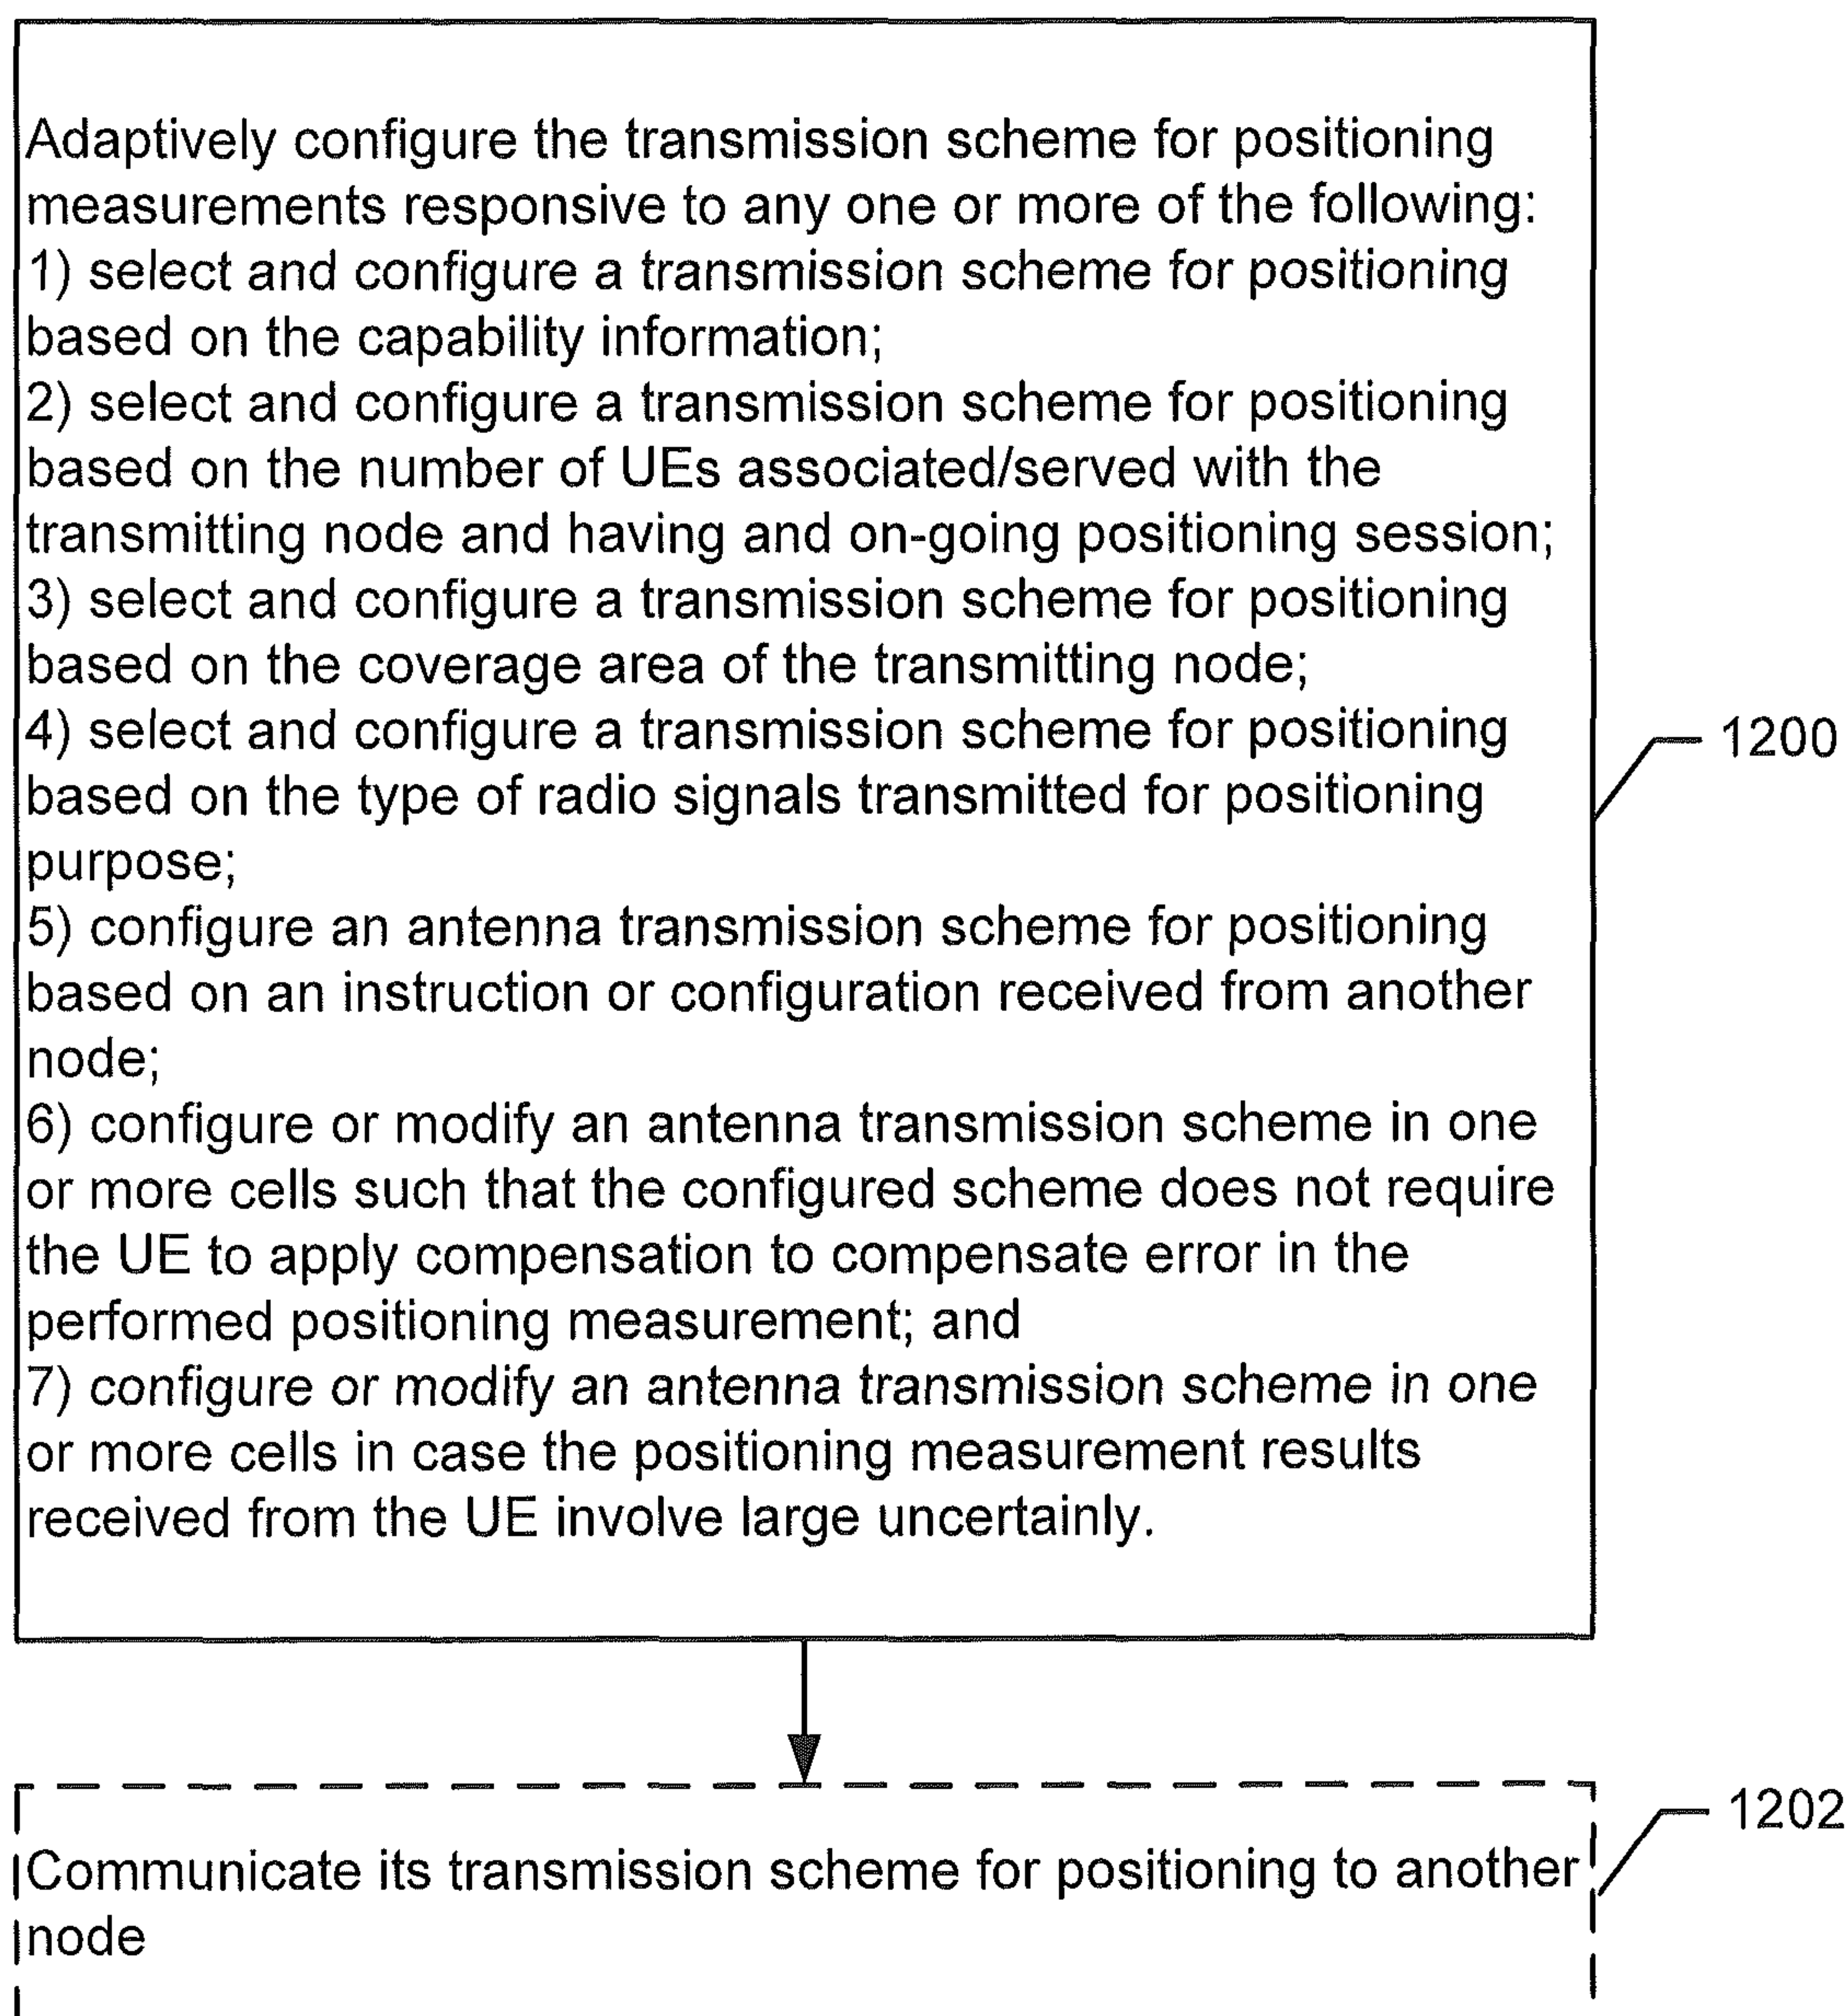 Adaptively configure the transmission scheme for positioning
measurements responsive to any one or more of the following:
1) select and configure a transmission scheme for positioning
based on the capability information;
2) select and configure a transmission scheme for positioning
based on the number of UEs associated/served with the
transmitting node and having and on-going positioning session;
3) select and configure a transmission scheme for positioning
based on the coverage area of the transmitting node;
4) select and configure a transmission scheme for positioning
based on the type of radio signals transmitted for positioning
purpose;
5) configure an antenna transmission scheme for positioning
based on an instruction or configuration received from another
node;
6) configure or modify an antenna transmission scheme in one
or more cells such that the configured scheme does not require
the UE to apply compensation to compensate error in the
performed positioning measurement; and
7) configure or modify an antenna transmission scheme in one
or more cells in case the positioning measurement results
received from the UE involve large uncertainly.
1200
Communicate its transmission scheme for positioning to another
node
1202